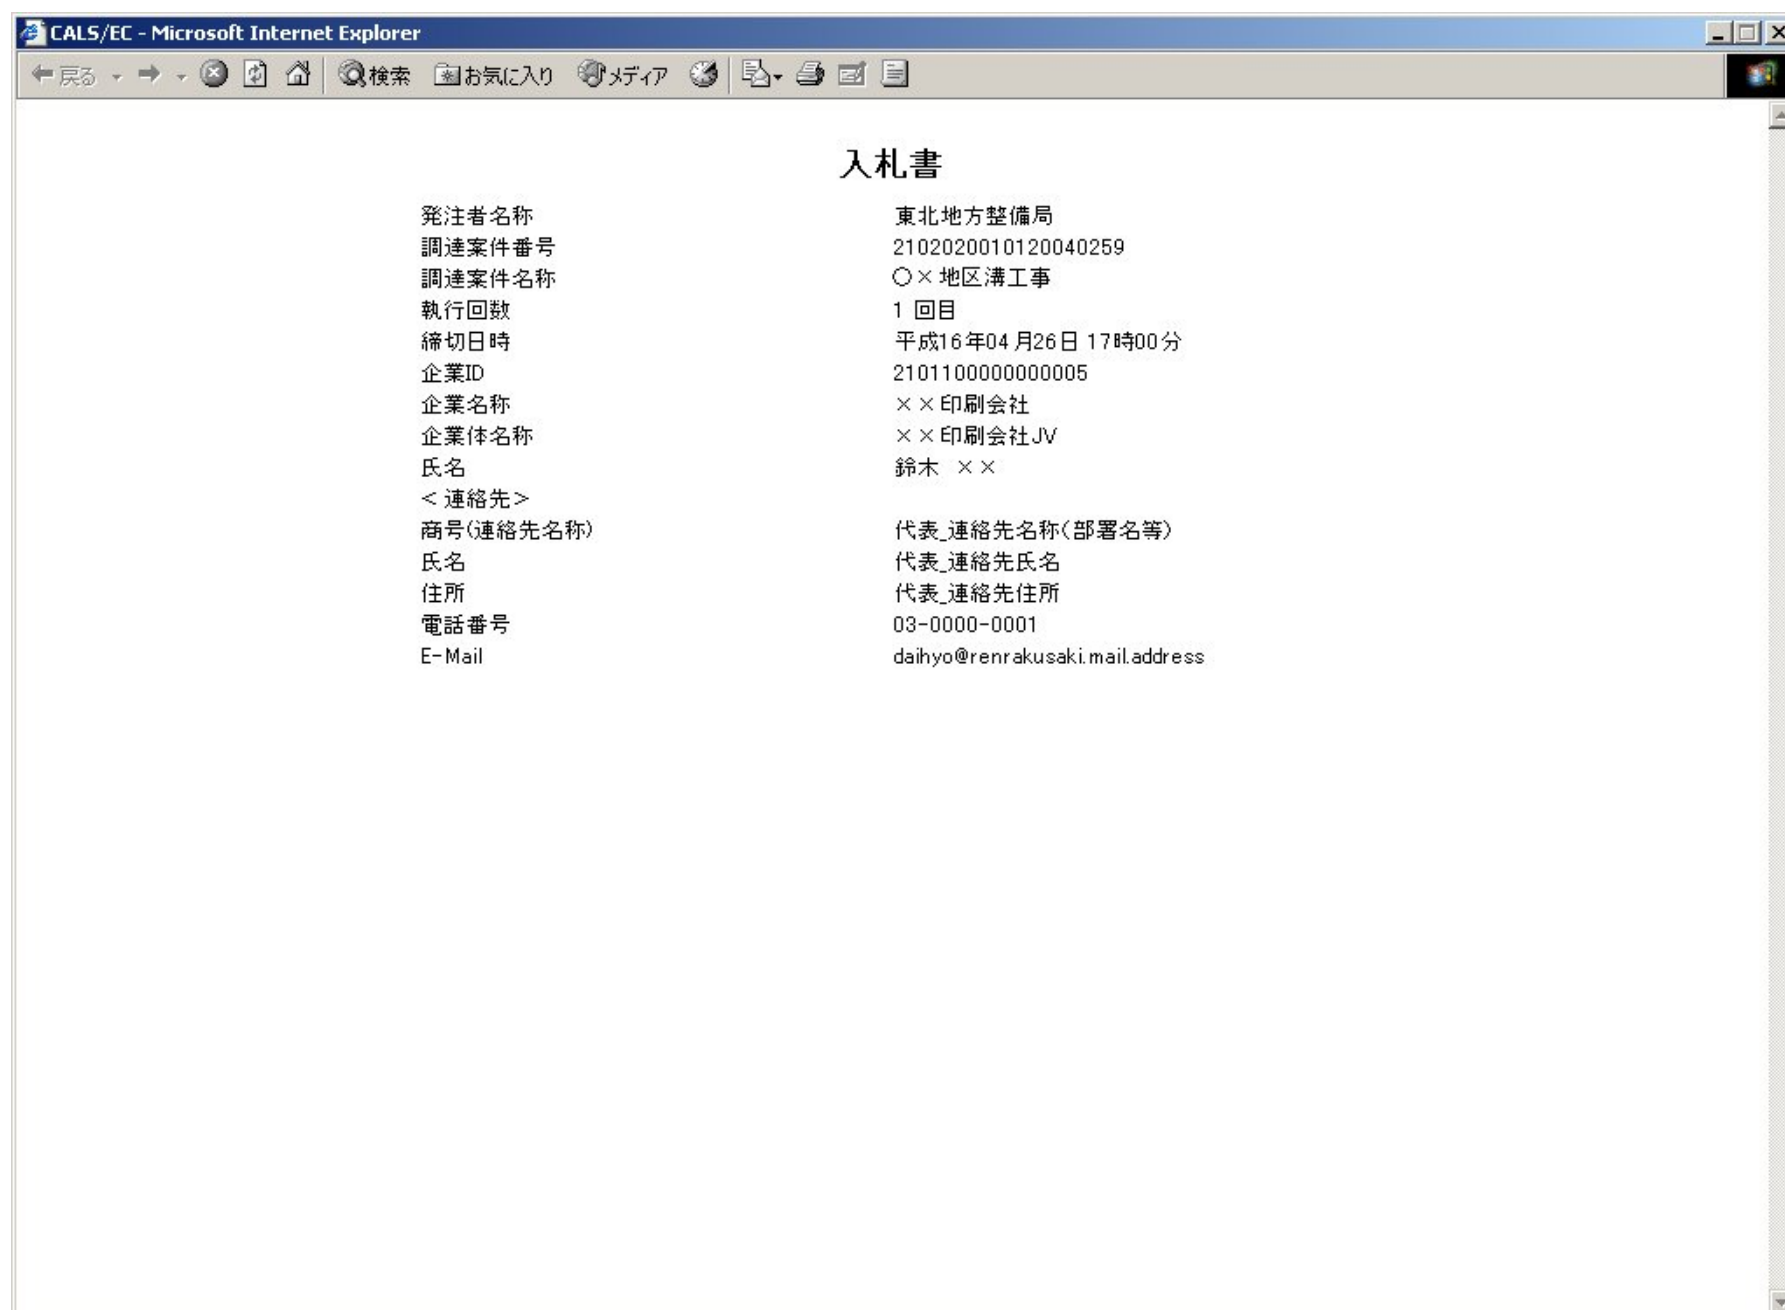 CALS/EC - Microsoft Internet Explorer
戻る 検索 お気に入り メディア
入札書
発注者名称 東北地方整備局
調達案件番号 2102020010120040259
調達案件名称 〇×地区溝工事
執行回数 1 回目
締切日時 平成16年04月26日 17時00分
企業ID 2101100000000005
企業名称 ××印刷会社
企業体名称 ××印刷会社JV
氏名 鈴木 ××
<連絡先>
商号(連絡先名称) 代表_連絡先名称(部署名等)
氏名 代表_連絡先氏名
住所 代表_連絡先住所
電話番号 03-0000-0001
E-Mail daihyo@renrakusaki.mail.address